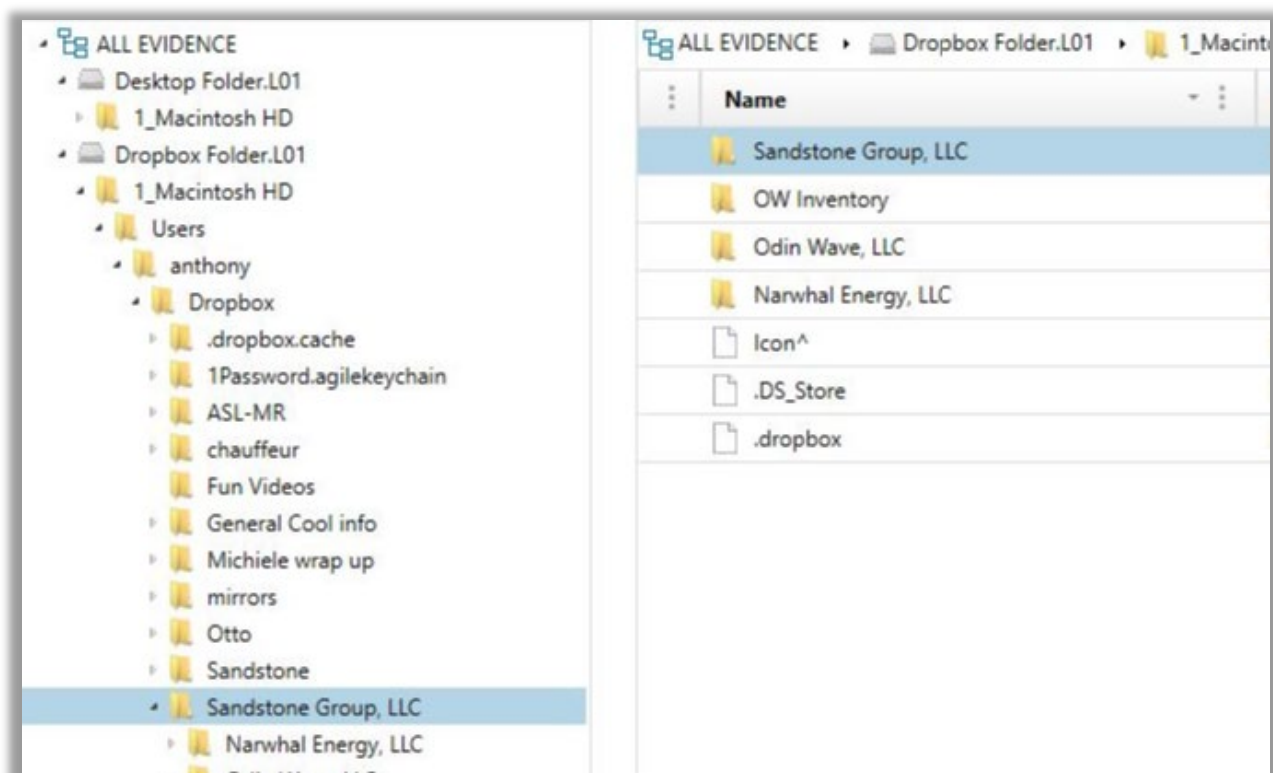 ALL EVIDENCE
Desktop Folder.L01
1_Macintosh HD
Dropbox Folder.L01
1_Macintosh HD
Users
anthony
Dropbox
.dropbox.cache
1Password.agilekeychain
ASL-MR
chauffeur
Fun Videos
General Cool info
Michiele wrap up
mirrors
Otto
Sandstone
Sandstone Group, LLC
Narwhal Energy, LLC
ALL EVIDENCE Dropbox Folder.L01 1_Macint
Name
Sandstone Group, LLC
OW Inventory
Odin Wave, LLC
Narwhal Energy, LLC
Icon^
.DS_Store
.dropbox